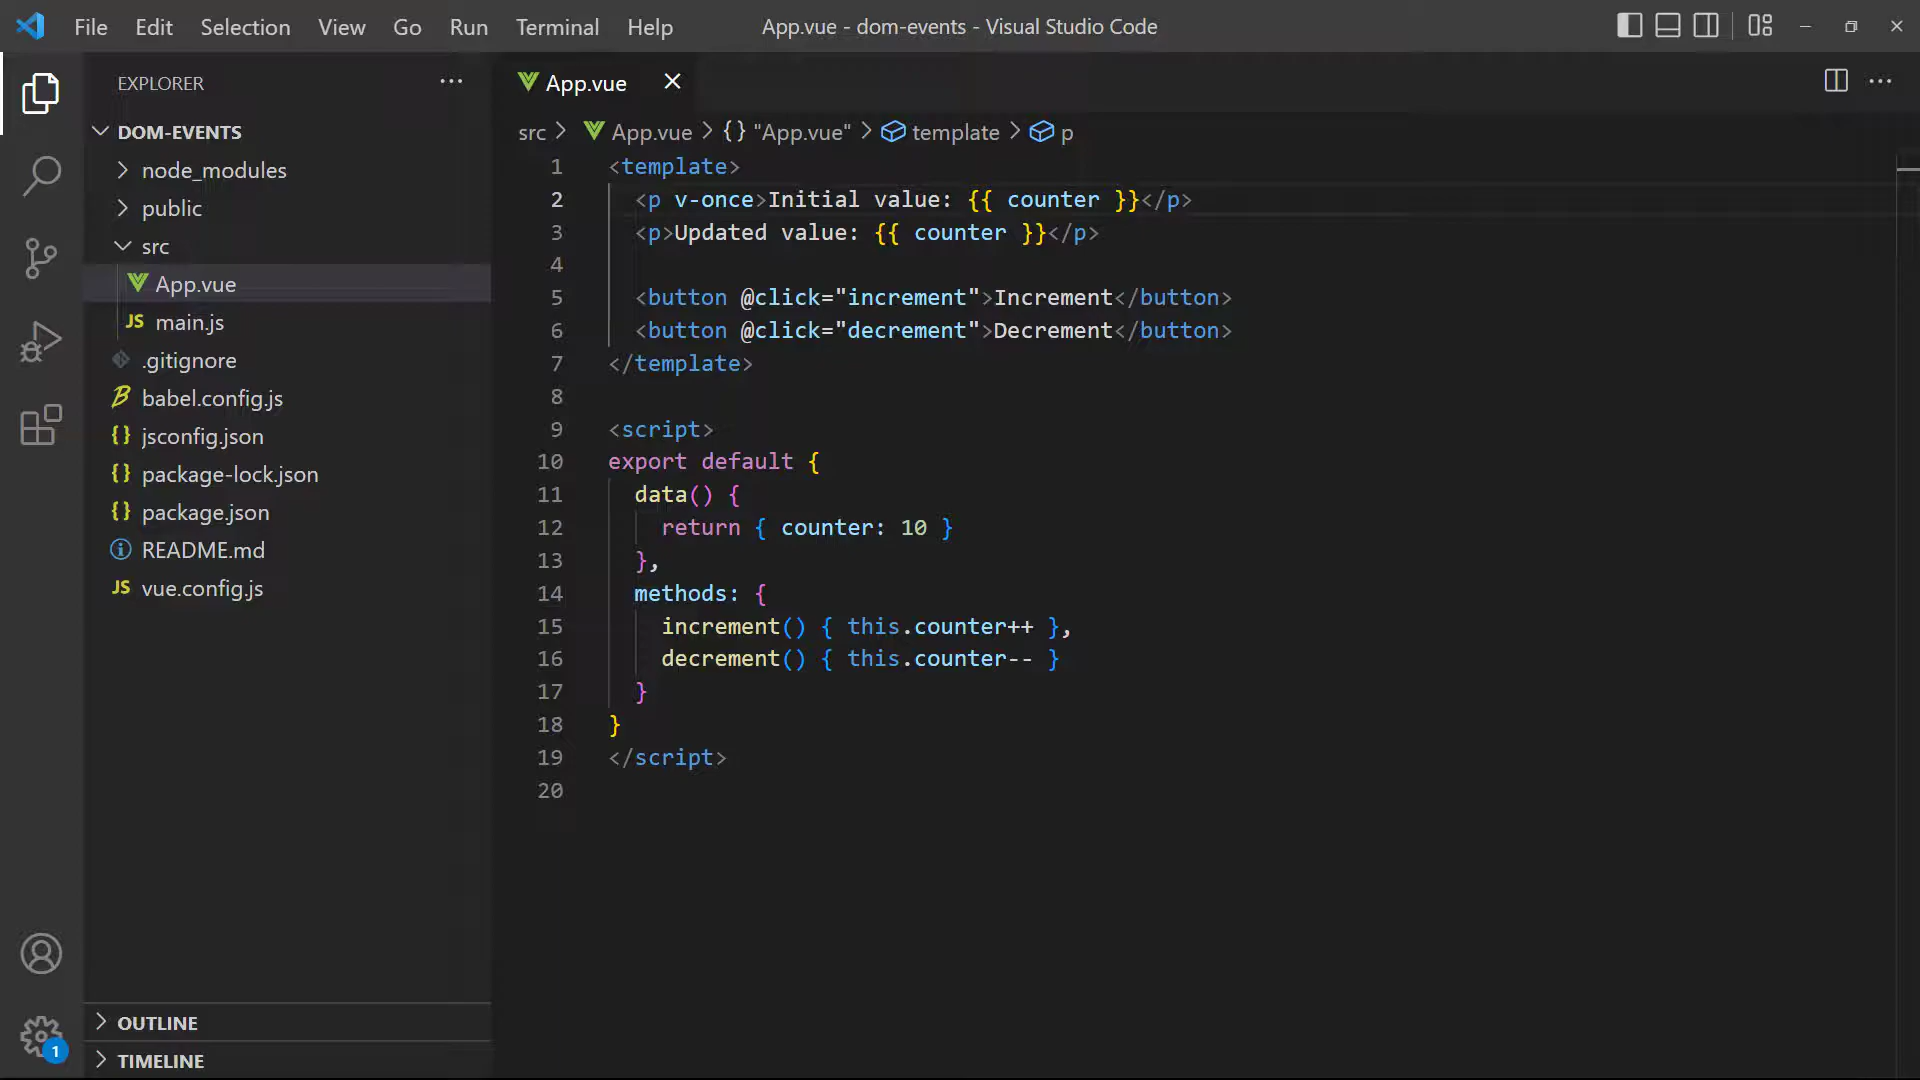 File Edit Selection View Go Run Terminal Help App.vue - dom-events - Visual Studio Code
EXPLORER
DOM-EVENTS
node_modules
public
src
App.vue
JS main.js
.gitignore
babel.config.js
{} jsconfig.json
{} package-lock.json
{} package.json
README.md
JS vue.config.js
OUTLINE
TIMELINE
1
App.vue
src > App.vue > {} "App.vue" > template > p
1 <template>
2 <p v-once>Initial value: {{ counter }}</p>
3 <p>Updated value: {{ counter }}</p>
4
5 <button @click="increment">Increment</button>
6 <button @click="decrement">Decrement</button>
7 </template>
8
9 <script>
10 export default {
11 data() {
12 return { counter: 10 }
13 },
14 methods: {
15 increment() { this.counter++ },
16 decrement() { this.counter-- }
17 }
18 }
19 </script>
20